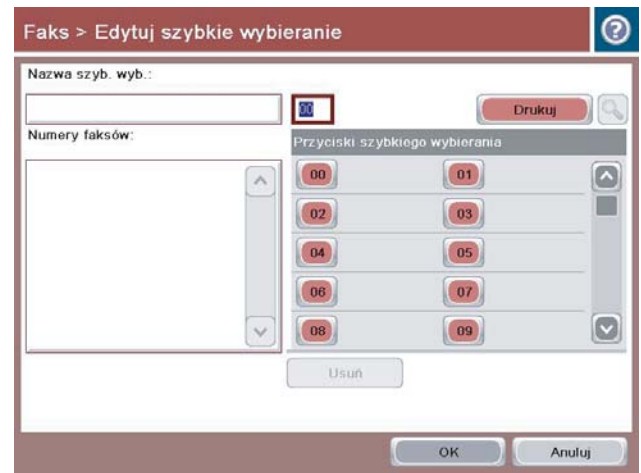 Faks > Edytuj szybkie wybieranie
Nazwa szyb. wyb.:
00
Drukuj
Numery faksów:
Przyciski szybkiego wybierania
00 01
02 03
04 05
06 07
08 09
Usuń
OK Anuluj